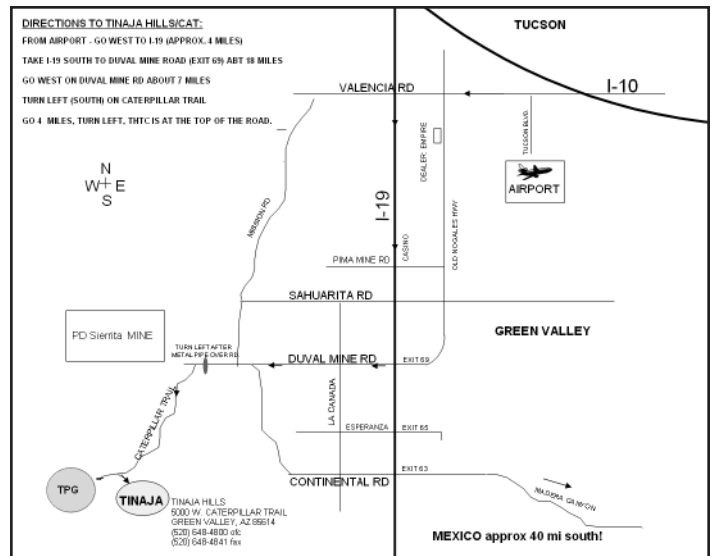 DIRECTIONS TO TINAJA HILLS/CAT:
FROM AIRPORT - GO WEST TO I-19 (APPROX. 4 MILES)
TAKE I-19 SOUTH TO DUVAL MINE ROAD (EXIT 69) ABT 18 MILES
GO WEST ON DUVAL MINE RD ABOUT 7 MILES
TURN LEFT (SOUTH) ON CATERPILLAR TRAIL
GO 4 MILES, TURN LEFT, THTC IS AT THE TOP OF THE ROAD.
TUCSON
VALENCIA RD
I-10
TUCSON BLVD.
DEALER: EMPIRE
AIRPORT
N
W E
S
I-19
MISSION RD
CASINO
OLD NOGALES HWY
PIMA MINE RD
SAHUARITA RD
PD Sierrita MINE
GREEN VALLEY
TURN LEFT AFTER
METAL PIPE OVER RD.
DUVAL MINE RD
EXIT 69
CATERPILLAR TRAIL
LA CANADA
ESPERANZA
EXIT 65
CONTINENTAL RD
EXIT 63
MADERA CANYON
TPG
TINAJA
TINAJA HILLS
5000 W. CATERPILLAR TRAIL
GREEN VALLEY, AZ 85614
(520) 648-4800 ofc
(520) 648-4841 fax
MEXICO approx 40 mi south!